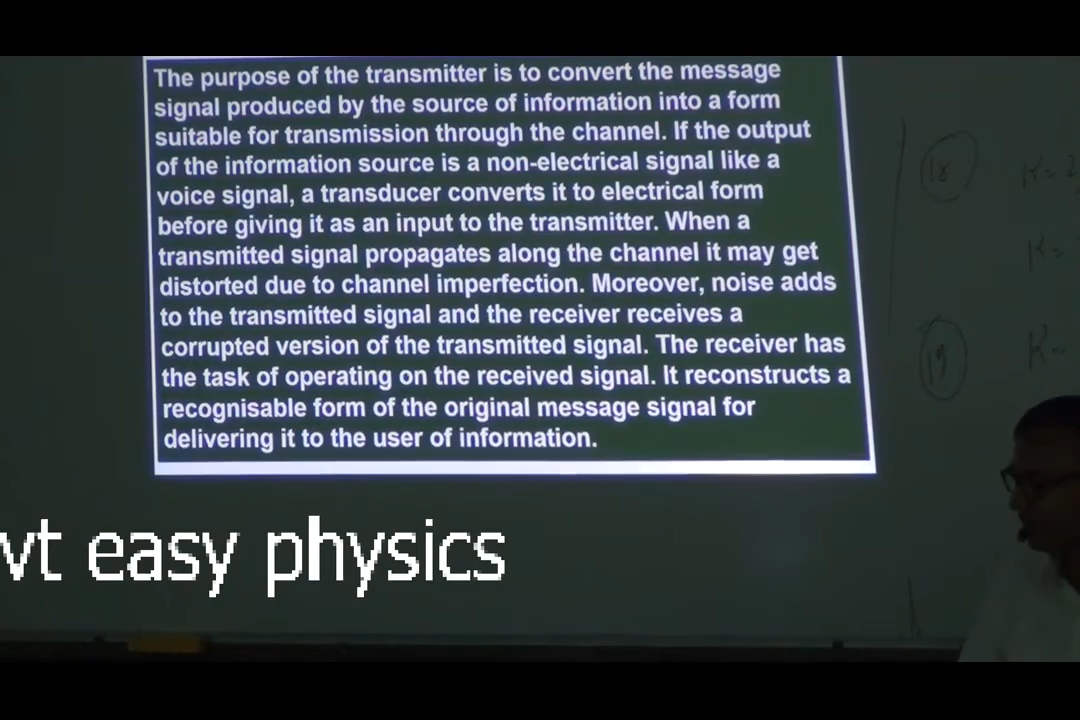 The purpose of the transmitter is to convert the message
signal produced by the source of information into a form
suitable for transmission through the channel. If the output
of the information source is a non-electrical signal like a
voice signal, a transducer converts it to electrical form
before giving it as an input to the transmitter. When a
transmitted signal propagates along the channel it may get
distorted due to channel imperfection. Moreover, noise adds
to the transmitted signal and the receiver receives a
corrupted version of the transmitted signal. The receiver has
the task of operating on the received signal. It reconstructs a
recognisable form of the original message signal for
delivering it to the user of information.
18
K=
K=
19
K=
vt easy physics